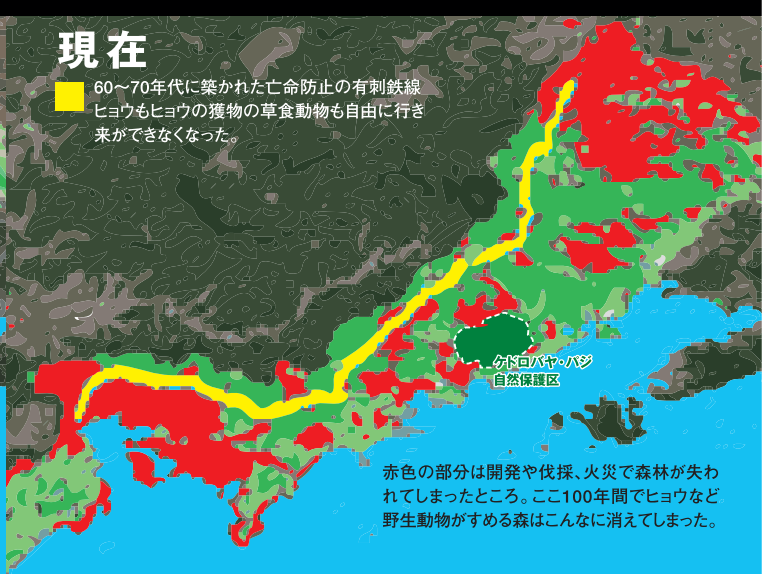 現在
60〜70年代に築かれた亡命防止の有刺鉄線
ヒョウもヒョウの獲物の草食動物も自由に行き
来ができなくなった。
ケドロバヤ・パジ
自然保護区
赤色の部分は開発や伐採、火災で森林が失わ
れてしまったところ。ここ100年間でヒョウなど
野生動物がすめる森はこんなに消えてしまった。